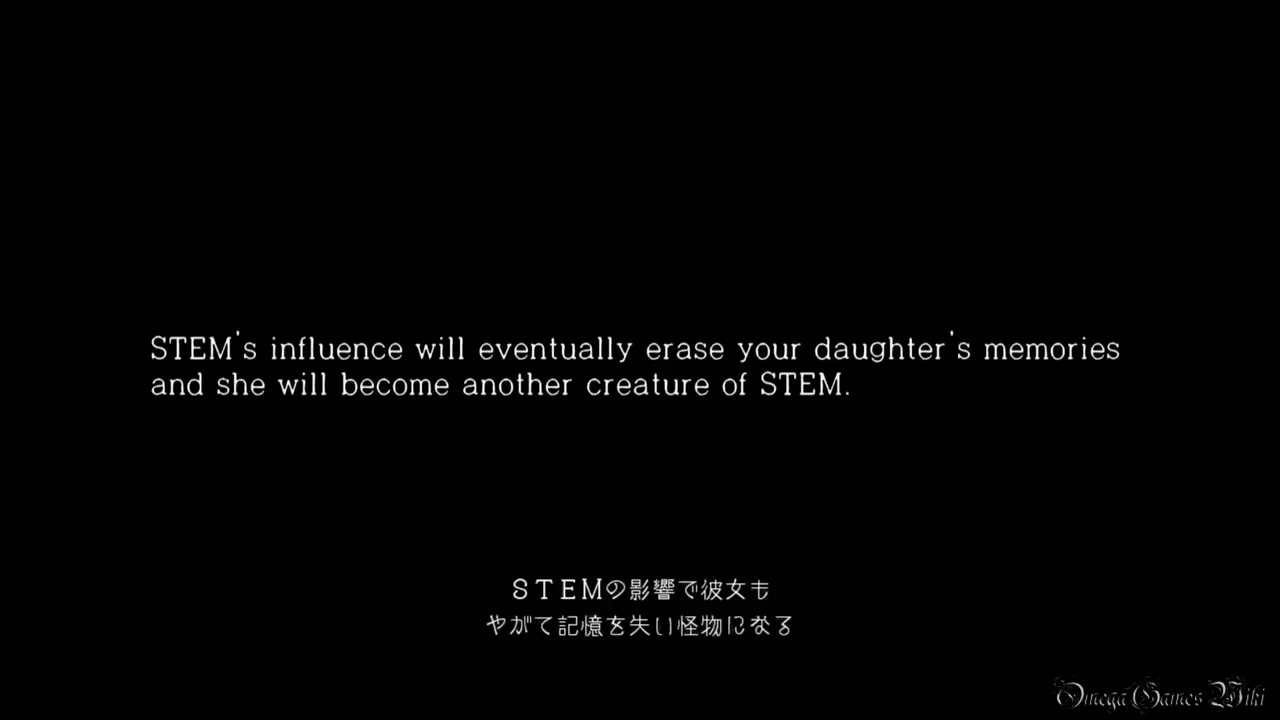 STEM's influence will eventually erase your daughter's memories
and she will become another creature of STEM.
STEMの影響で彼女も
やがて記憶を失い怪物になる
Omega Games Wiki